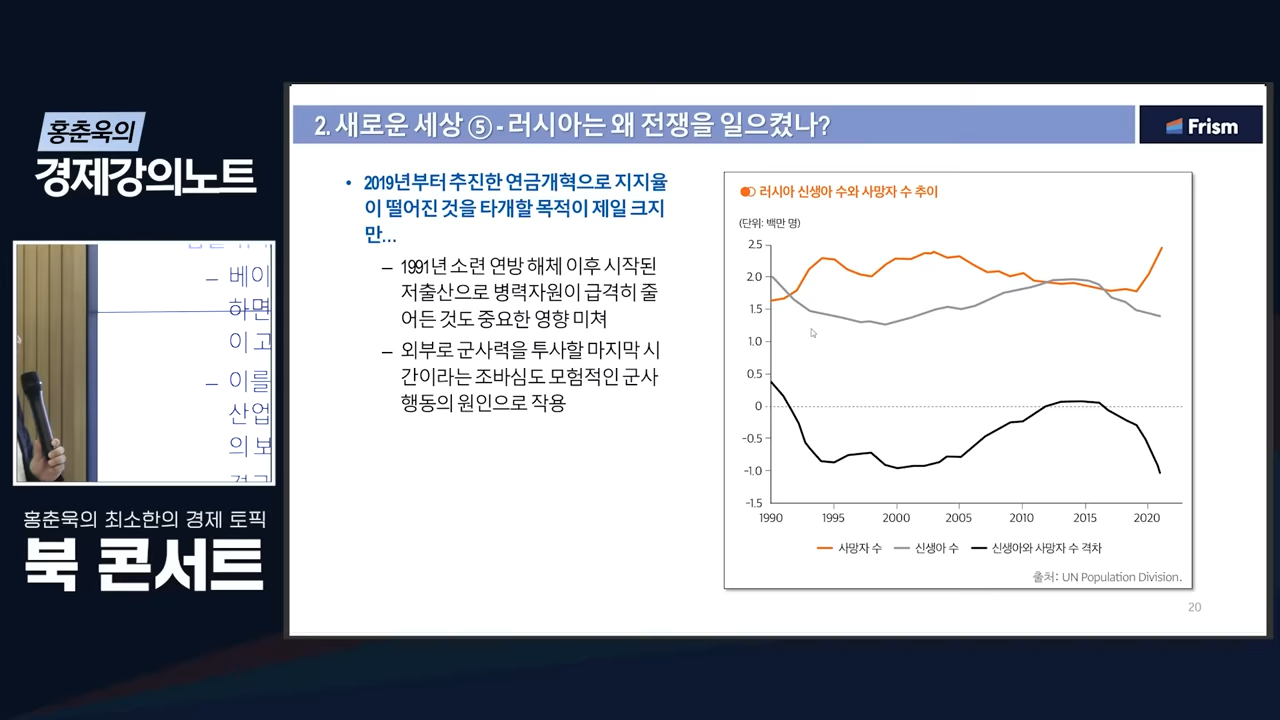 홍춘욱의
경제강의노트
베이
하면
이고
이를
산업
의 보
홍춘욱의 최소한의 경제 토픽
북 콘서트
2. 새로운 세상 ⑤ - 러시아는 왜 전쟁을 일으켰나?
Frism
• 2019년부터 추진한 연금개혁으로 지지율
이 떨어진 것을 타개할 목적이 제일 크지
만...
– 1991년 소련 연방 해체 이후 시작된
저출산으로 병력자원이 급격히 줄
어든 것도 중요한 영향 미쳐
– 외부로 군사력을 투사할 마지막 시
간이라는 조바심도 모험적인 군사
행동의 원인으로 작용
러시아 신생아 수와 사망자 수 추이
(단위: 백만 명)
2.5
2.0
1.5
1.0
0.5
0
-0.5
-1.0
-1.5
1990 1995 2000 2005 2010 2015 2020
사망자 수 신생아 수 신생아와 사망자 수 격차
출처: UN Population Division.
20